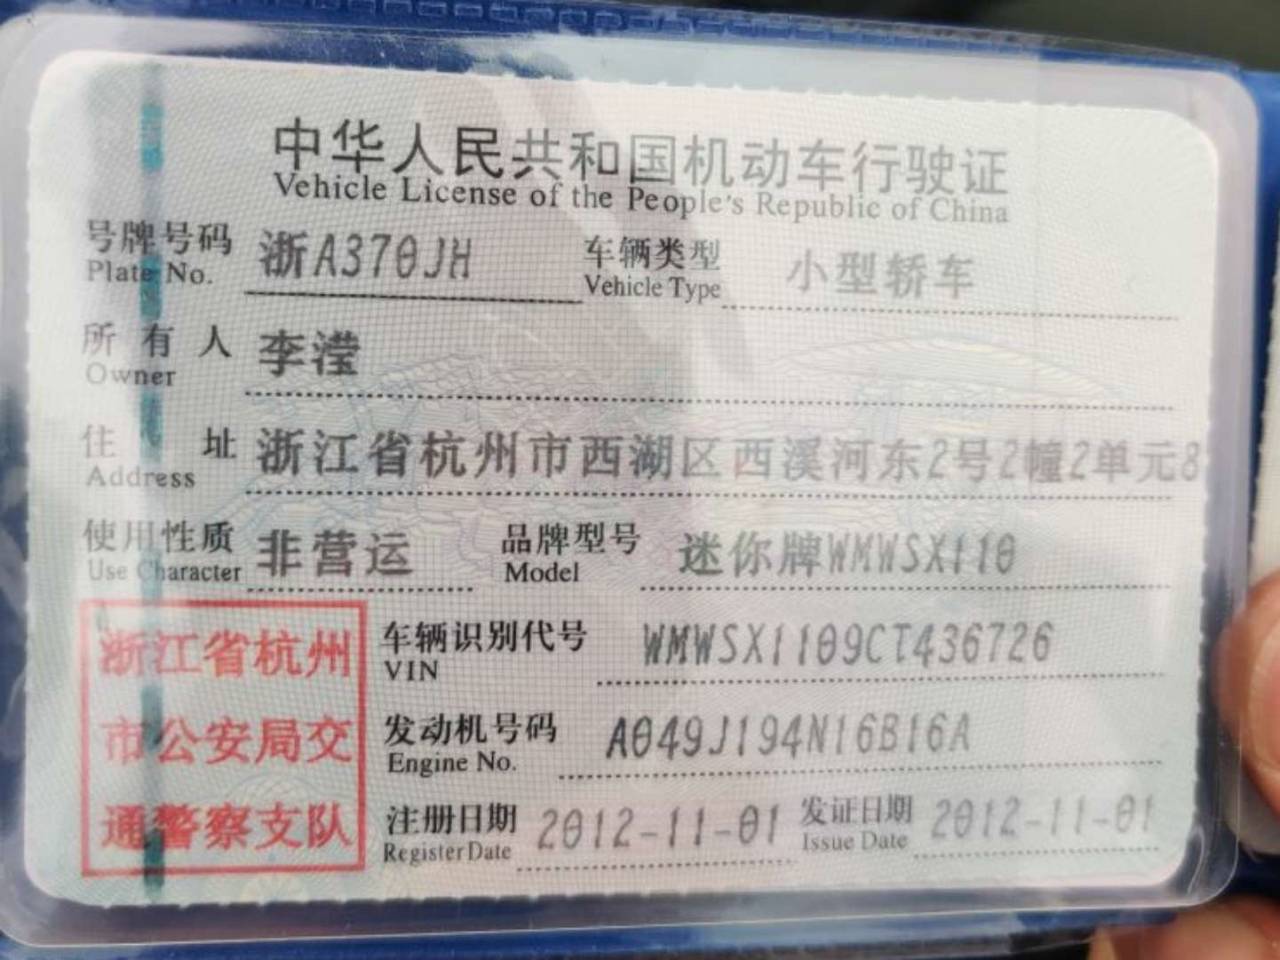 中华人民共和国机动车行驶证
Vehicle License of the People's Republic of China
号牌号码 浙A370JH 车辆类型 小型轿车
Plate No. Vehicle Type
所有人 李滢
Owner
住址 浙江省杭州市西湖区西溪河东2号2幢2单元8
Address
使用性质 非营运 品牌型号 迷你牌WMWSX110
Use Character Model
浙江省杭州
市公安局交
通警察支队
车辆识别代号 WMWSX1109CT436726
VIN
发动机号码 A049J194N16B16A
Engine No.
注册日期 2012-11-01 发证日期 2012-11-01
Register Date Issue Date